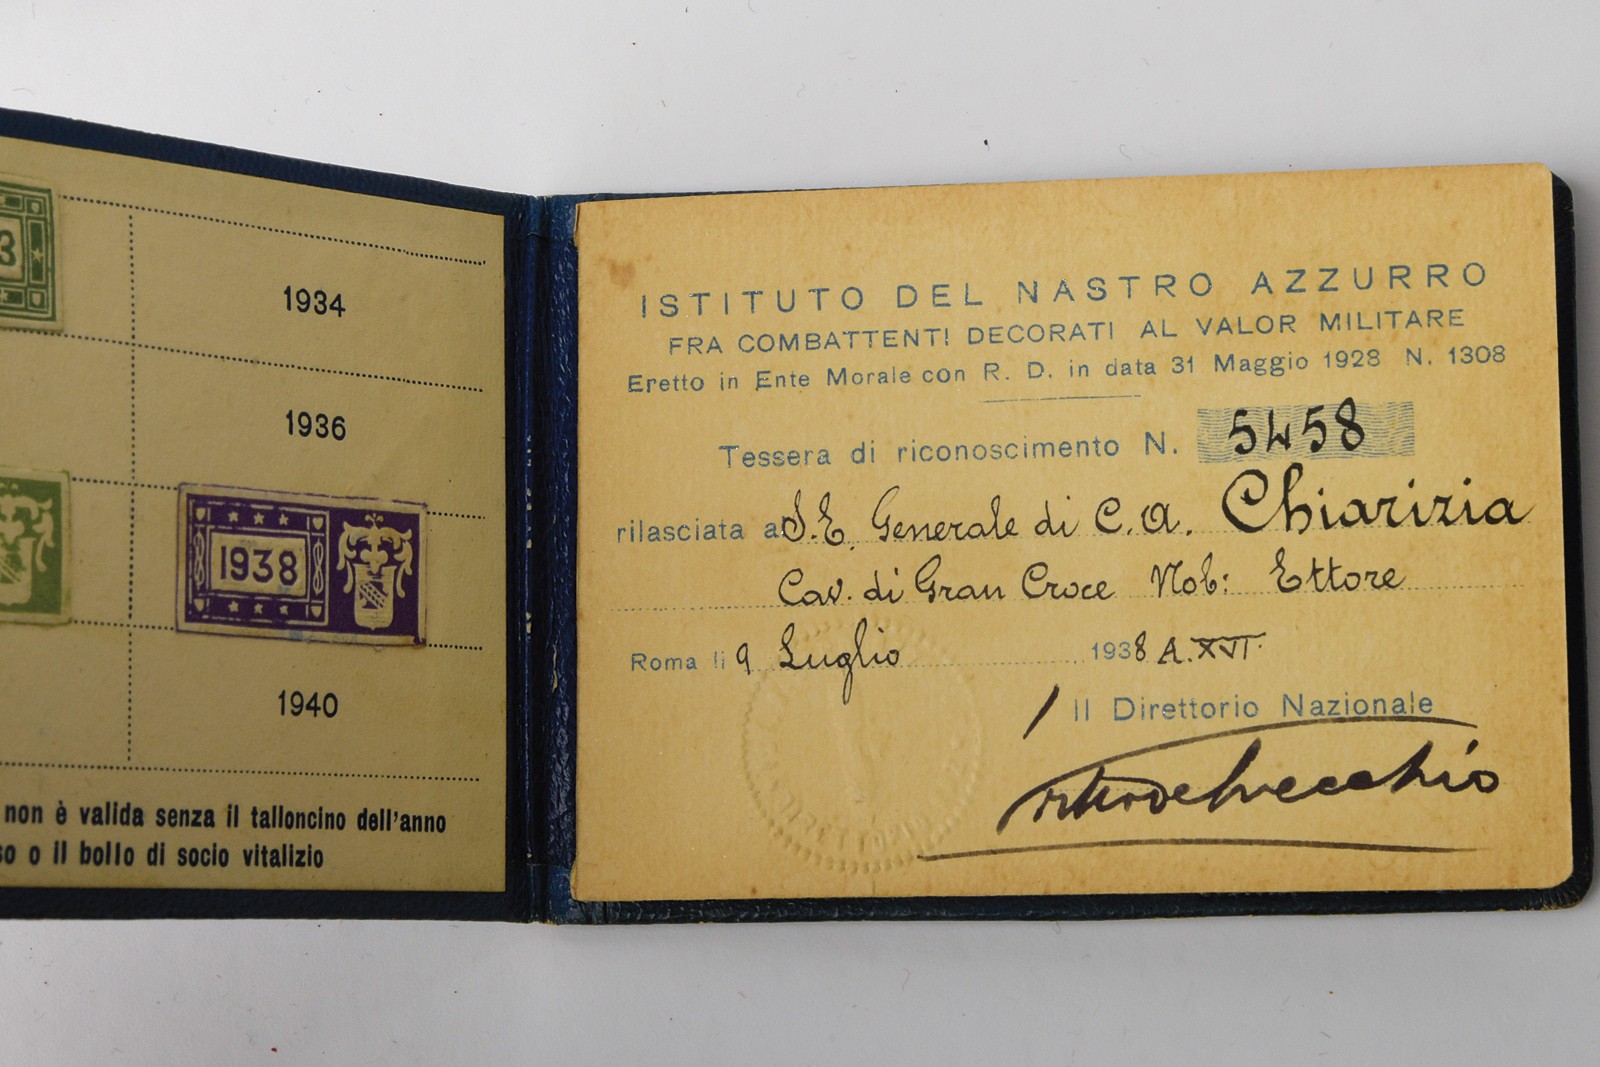 3
1934
1936
1938
1940
non è valida senza il talloncino dell'anno
so o il bollo di socio vitalizio
ISTITUTO DEL NASTRO AZZURRO
FRA COMBATTENTI DECORATI AL VALOR MILITARE
Eretto in Ente Morale con R. D. in data 31 Maggio 1928 N. 1308
Tessera di riconoscimento N. 5458
rilasciata a S.E. Generale di C.A. Chiarizia
Cav. di Gran Croce Nob: Ettore
Roma li 9 Luglio 1938 A. XVI.
Il Direttorio Nazionale